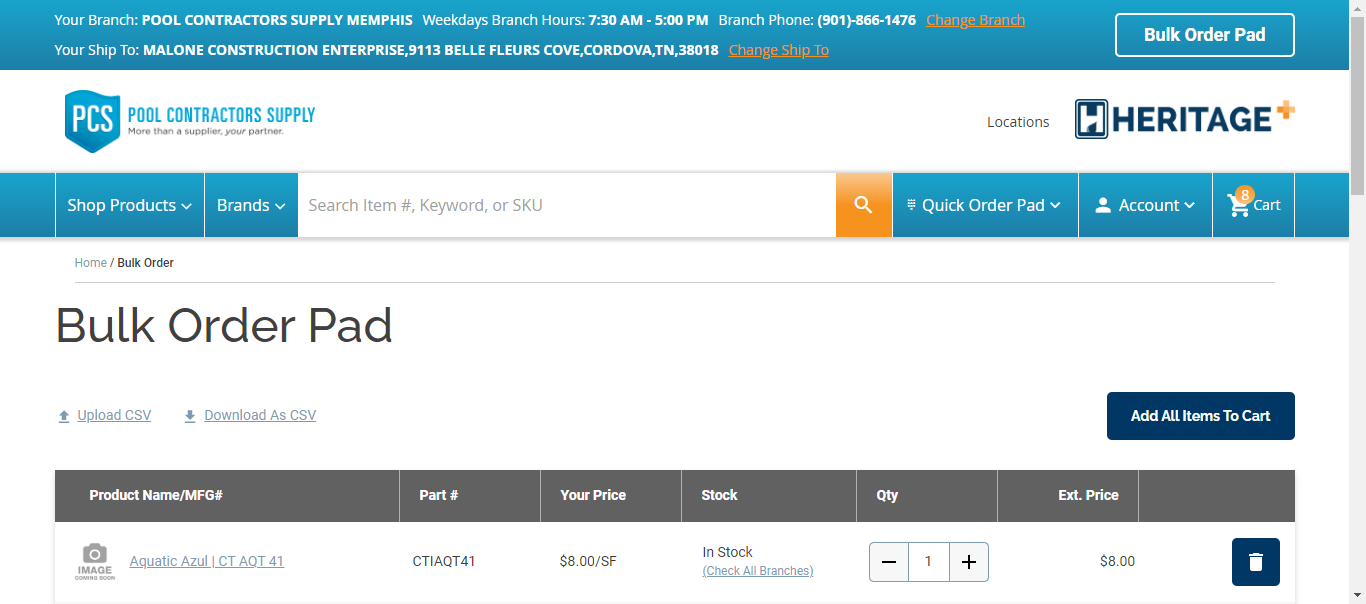 Your Branch: POOL CONTRACTORS SUPPLY MEMPHIS Weekdays Branch Hours: 7:30 AM - 5:00 PM Branch Phone: (901)-866-1476 Change Branch
Your Ship To: MALONE CONSTRUCTION ENTERPRISE,9113 BELLE FLEURS COVE,CORDOVA,TN,38018 Change Ship To
Bulk Order Pad
PCS POOL CONTRACTORS SUPPLY
More than a supplier, your partner.
Locations
HERITAGE+
Shop Products
Brands
Search Item #, Keyword, or SKU
Quick Order Pad
Account
8
Cart
Home / Bulk Order
Bulk Order Pad
Upload CSV
Download As CSV
Add All Items To Cart
Product Name/MFG# Part # Your Price Stock Qty Ext. Price
IMAGE
COMING SOON
Aquatic Azul | CT AQT 41
CTIAQT41
$8.00/SF
In Stock
(Check All Branches)
1
$8.00